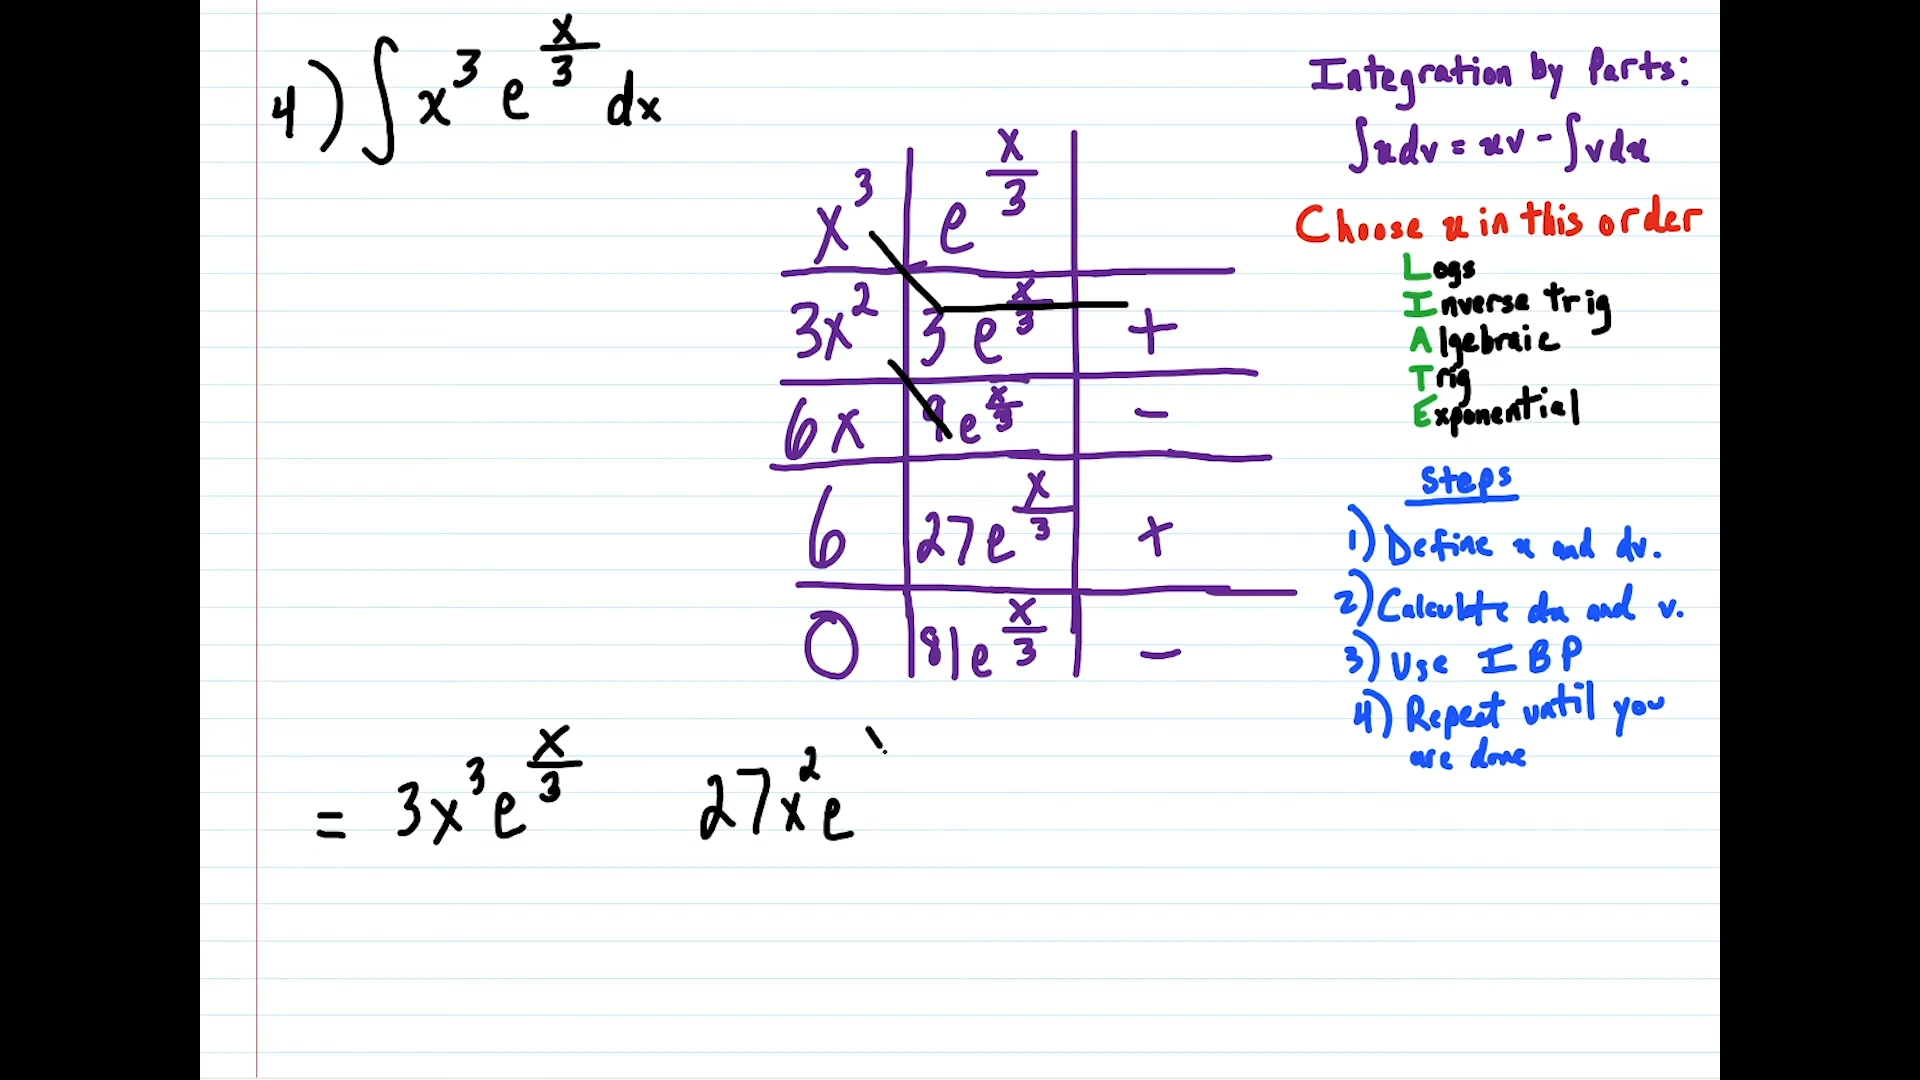 4) ∫ x³ e^(x/3) dx
x³ | e^(x/3) |
3x² | 3e^(x/3) | +
6x | 9e^(x/3) | −
6 | 27e^(x/3) | +
0 | 81e^(x/3) | −
= 3x³e^(x/3) 27x²e
Integration by Parts:
∫udv = uv - ∫vdu
Choose u in this order
Logs
Inverse trig
Algebraic
Trig
Exponential
Steps
1) Define u and dv.
2) Calculate du and v.
3) Use IBP
4) Repeat until you
are done